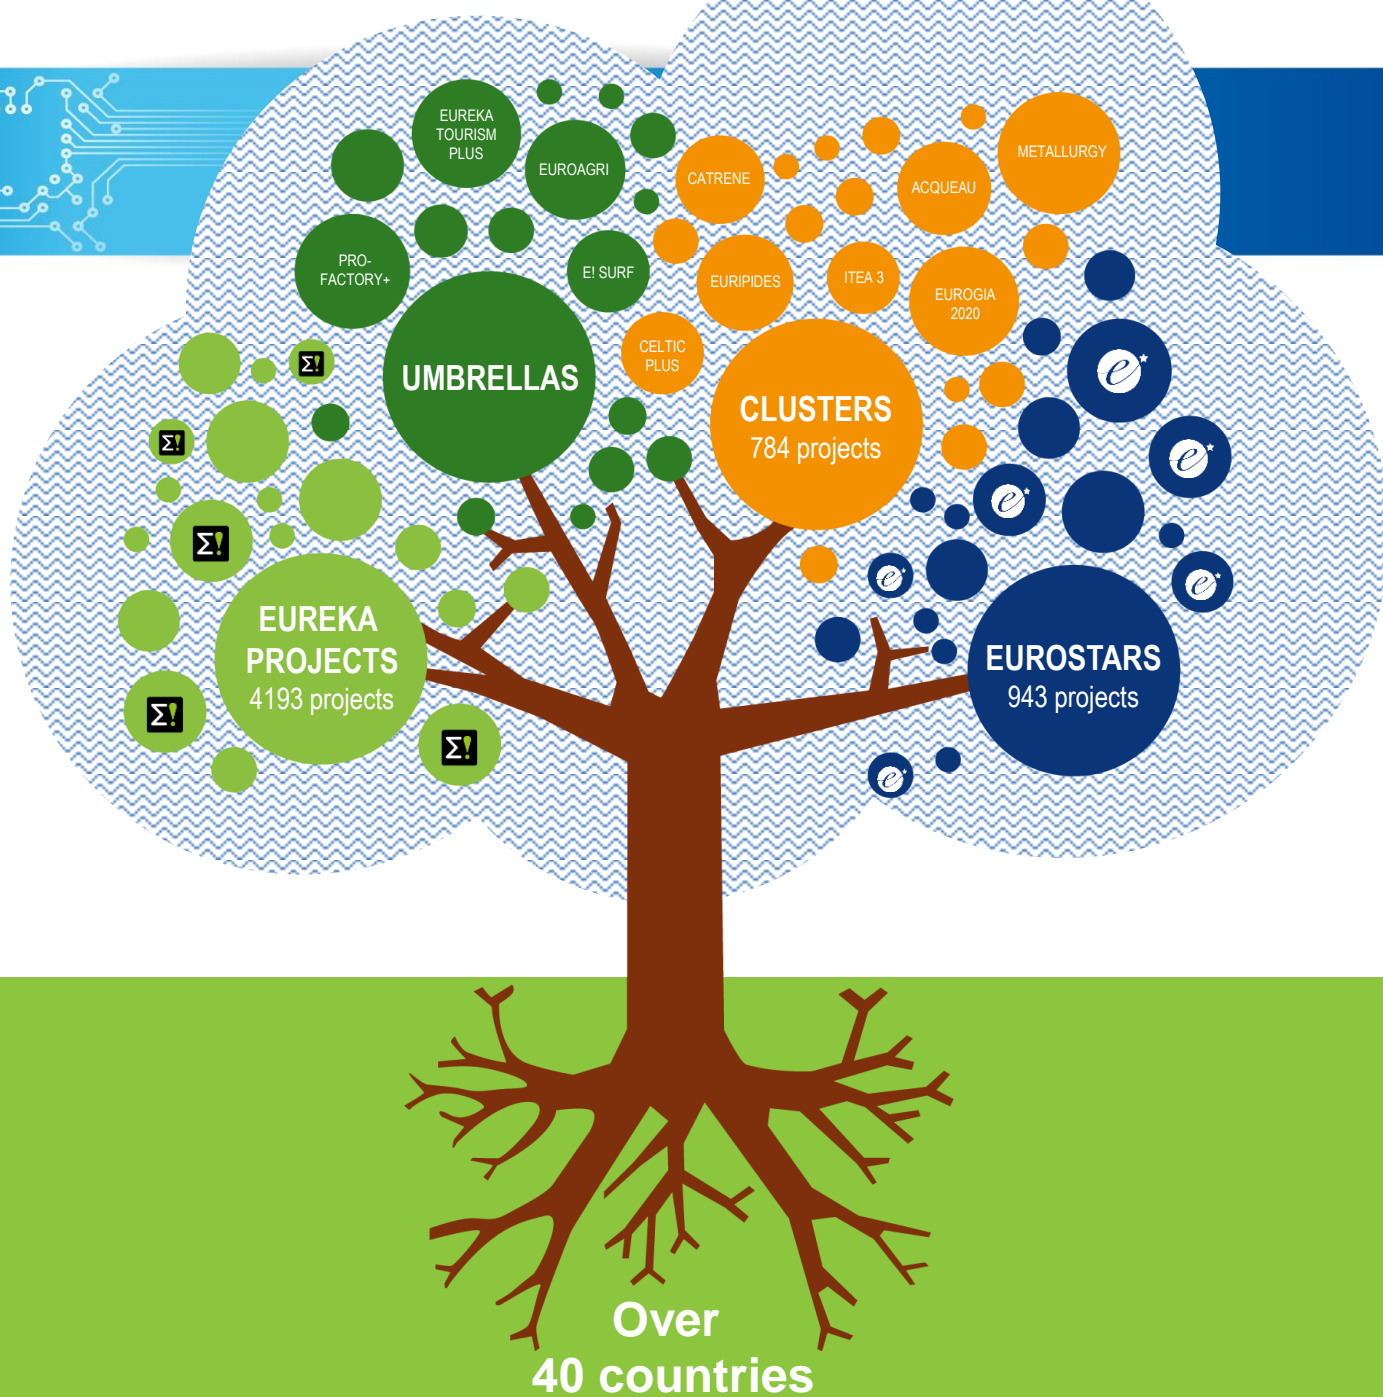 EUREKA
TOURISM
PLUS
EUROAGRI
PRO-
FACTORY+
E! SURF
UMBRELLAS
CATRENE
ACQUEAU
METALLURGY
EURIPIDES
ITEA 3
EUROGIA
2020
CELTIC
PLUS
CLUSTERS
784 projects
Σ!
Σ!
Σ!
EUREKA
PROJECTS
4193 projects
Σ!
Σ!
e
e
e
e
e
EUROSTARS
943 projects
e
Over
40 countries